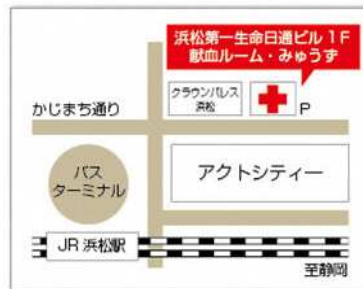 浜松第一生命日通ビル 1F
献血ルーム・みゅうず
クラウンパレス
浜松
P
かじまち通り
バス
ターミナル
アクトシティー
JR 浜松駅
至静岡